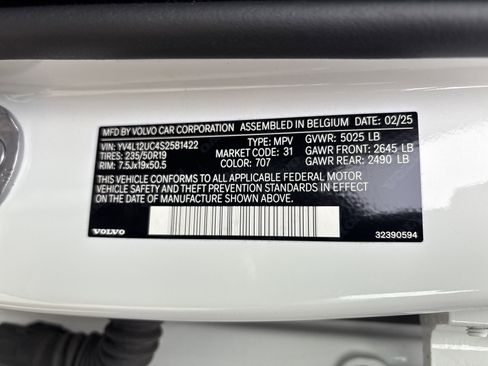 MFD BY VOLVO CAR CORPORATION ASSEMBLED IN BELGIUM DATE: 02/25
VIN: YV4L12UC4S2581422 TYPE: MPV GVWR: 5025 LB
TIRES: 235/50R19 MARKET CODE: 31 GAWR FRONT: 2645 LB
RIM: 7.5Jx19x50.5 COLOR: 707 GAWR REAR: 2490 LB
THIS VEHICLE CONFORMS TO ALL APPLICABLE FEDERAL MOTOR
VEHICLE SAFETY AND THEFT PREVENTION STANDARDS IN EFFECT
ON THE DATE OF MANUFACTURE SHOWN ABOVE.
VOLVO 32390594